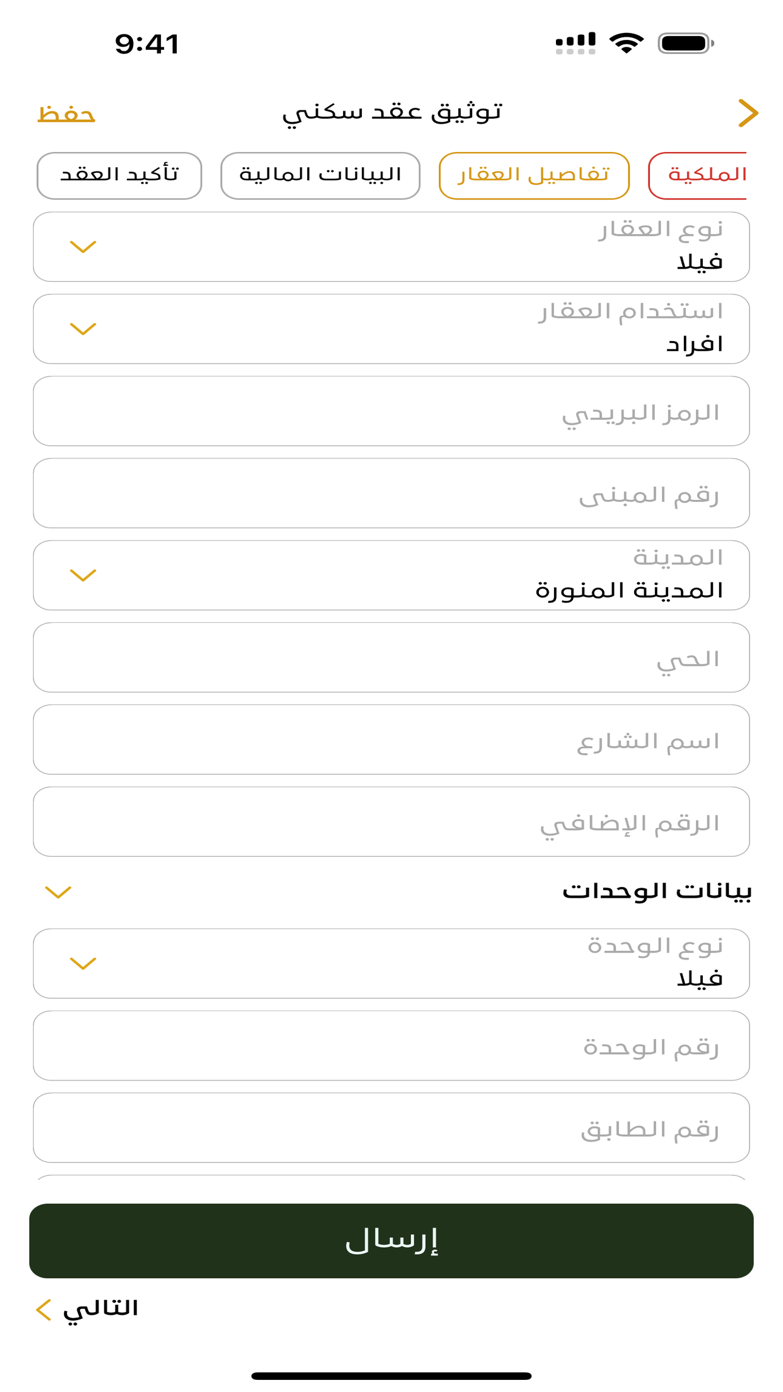 9:41
توثيق عقد سكني
حفظ
الملكية
تفاصيل العقار
البيانات المالية
تأكيد العقد
نوع العقار
فيلا
استخدام العقار
افراد
الرمز البريدي
رقم المبنى
المدينة
المدينة المنورة
الحي
اسم الشارع
الرقم الإضافي
بيانات الوحدات
نوع الوحدة
فيلا
رقم الوحدة
رقم الطابق
إرسال
التالي